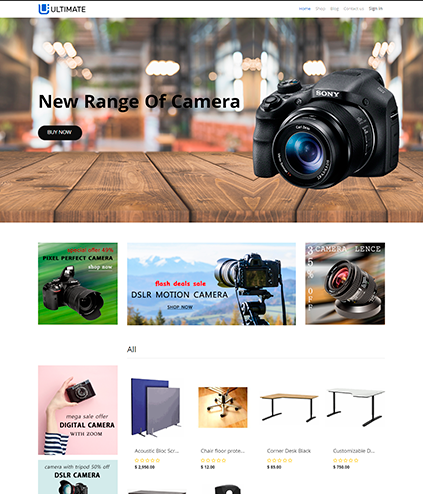 ULTIMATE
Home Shop Blog Contact us Sign in
New Range Of Camera
SONY
BUY NOW
special offer 49%
PIXEL PERFECT CAMERA
shop now
flash deals sale
DSLR MOTION CAMERA
SHOP NOW
CAMERA LENCE
35% OFF
All
mega sale offer
DIGITAL CAMERA
WITH ZOOM
Acoustic Bloc Scr... Chair floor prote... Corner Desk Black Customizable D...
$ 2,950.00 $ 12.00 $ 85.00 $ 750.00
camera with tripod 50% off
DSLR CAMERA